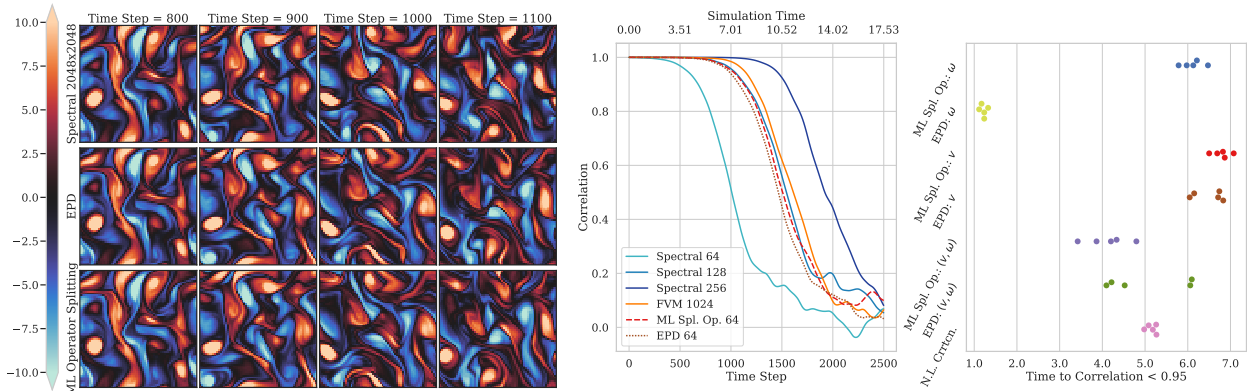 10.0
7.5
5.0
2.5
0.0
−2.5
−5.0
−7.5
−10.0
Time Step = 800
Time Step = 900
Time Step = 1000
Time Step = 1100
Spectral 2048x2048
EPD
ML Operator Splitting
Simulation Time
0.00 3.51 7.01 10.52 14.02 17.53
Correlation
1.0
0.8
0.6
0.4
0.2
0.0
Spectral 64
Spectral 128
Spectral 256
FVM 1024
ML Spl. Op. 64
EPD 64
0 500 1000 1500 2000 2500
Time Step
ML Spl. Op.: ω
EPD: ω
ML Spl. Op.: v
EPD: v
ML Spl. Op.: (v, ω)
EPD: (v, ω)
N.L. Crrtcn.
1.0 2.0 3.0 4.0 5.0 6.0 7.0
Time to Correlation < 0.95